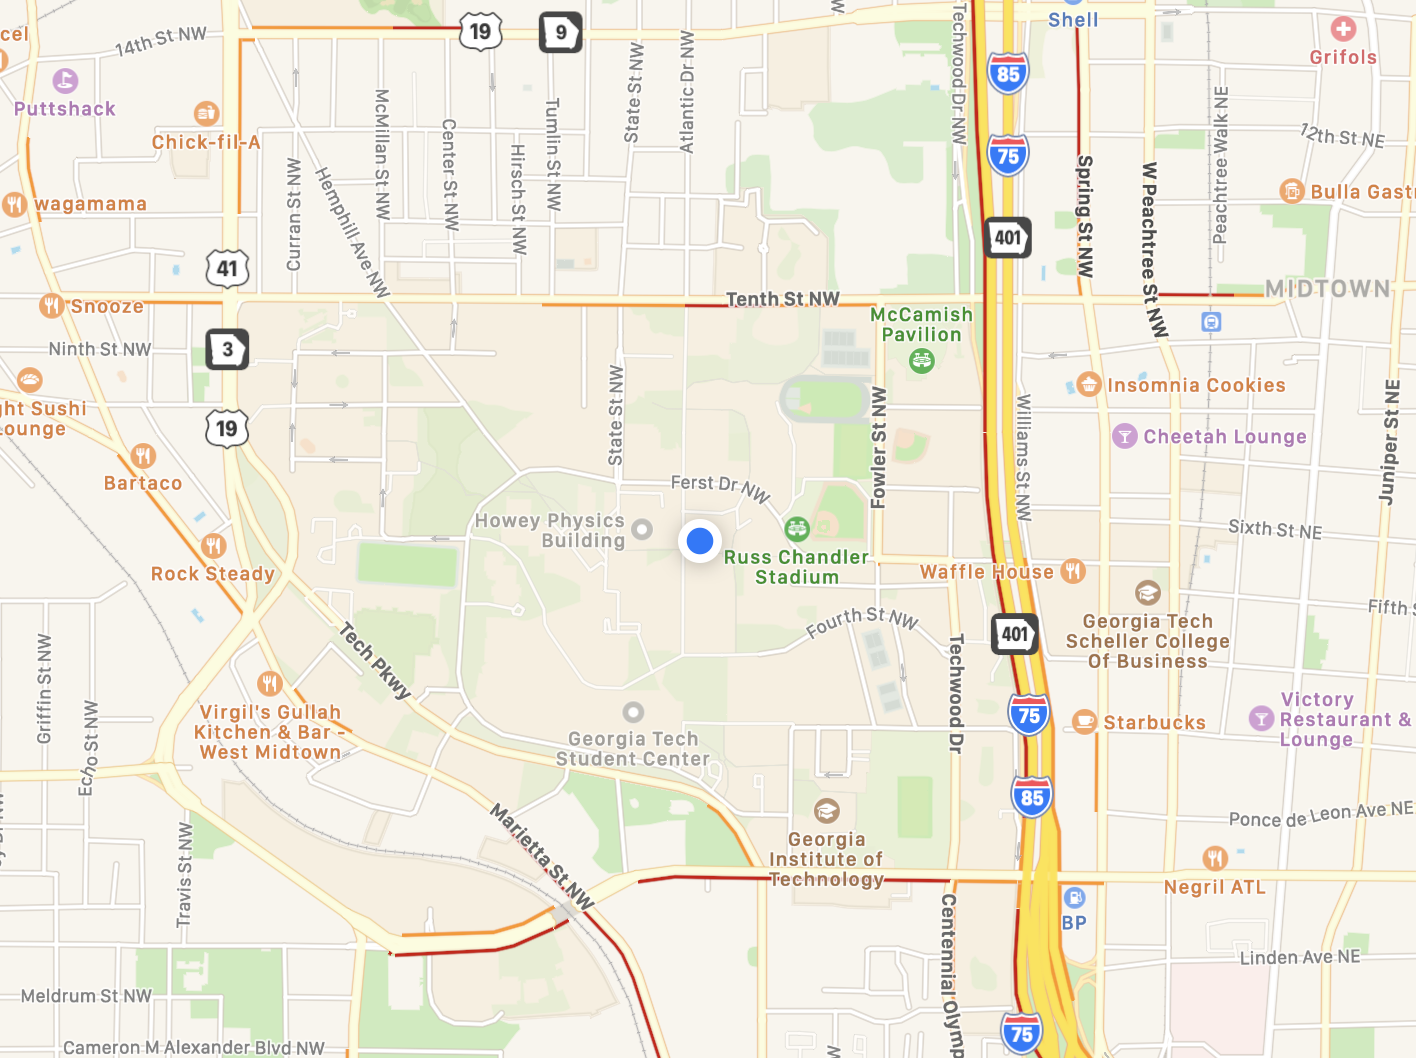 cel
14th St NW
19
9
State St NW
Atlantic Dr NW
Techwood Dr NW
Shell
85
Grifols
Puttshack
Chick-fil-A
McMillan St NW
Center St NW
Tumlin St NW
Hirsch St NW
75
Peachtree Walk NE
12th St NE
wagamama
Curran St NW
Hemphill Ave NW
401
Spring St NW
W Peachtree St NW
Bulla Gast
41
Snooze
Tenth St NW
MIDTOWN
McCamish
Pavilion
Ninth St NW
3
Insomnia Cookies
ght Sushi
ounge
19
State St NW
Fowler St NW
Williams St NW
Cheetah Lounge
Juniper St NE
Bartaco
Ferst Dr NW
Howey Physics
Building
Sixth St NE
Rock Steady
Russ Chandler
Stadium
Waffle House
Fifth S
Fourth St NW
401
Georgia Tech
Scheller College
Of Business
Griffin St NW
Tech Pkwy
Techwood Dr
Echo St NW
Virgil's Gullah
Kitchen & Bar -
West Midtown
75
Starbucks
Victory
Restaurant &
Lounge
Georgia Tech
Student Center
85
Ponce de Leon Ave NE
Marietta St NW
Georgia
Institute of
Technology
Travis St NW
Negril ATL
BP
Centennial Olymp
Linden Ave NE
Meldrum St NW
75
Cameron M Alexander Blvd NW
W